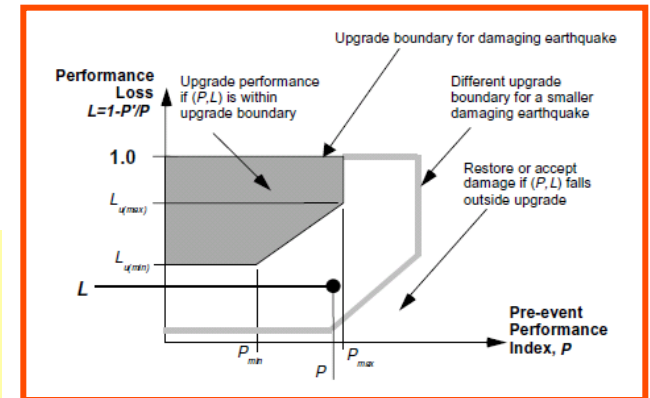 Upgrade boundary for damaging earthquake
Performance
Loss
L=1-P'/P
Upgrade performance
if (P,L) is within
upgrade boundary
Different upgrade
boundary for a smaller
damaging earthquake
1.0
Restore or accept
damage if (P,L) falls
outside upgrade
L u(max)
L u(min)
L
Pre-event
Performance
Index, P
P min
P max
P